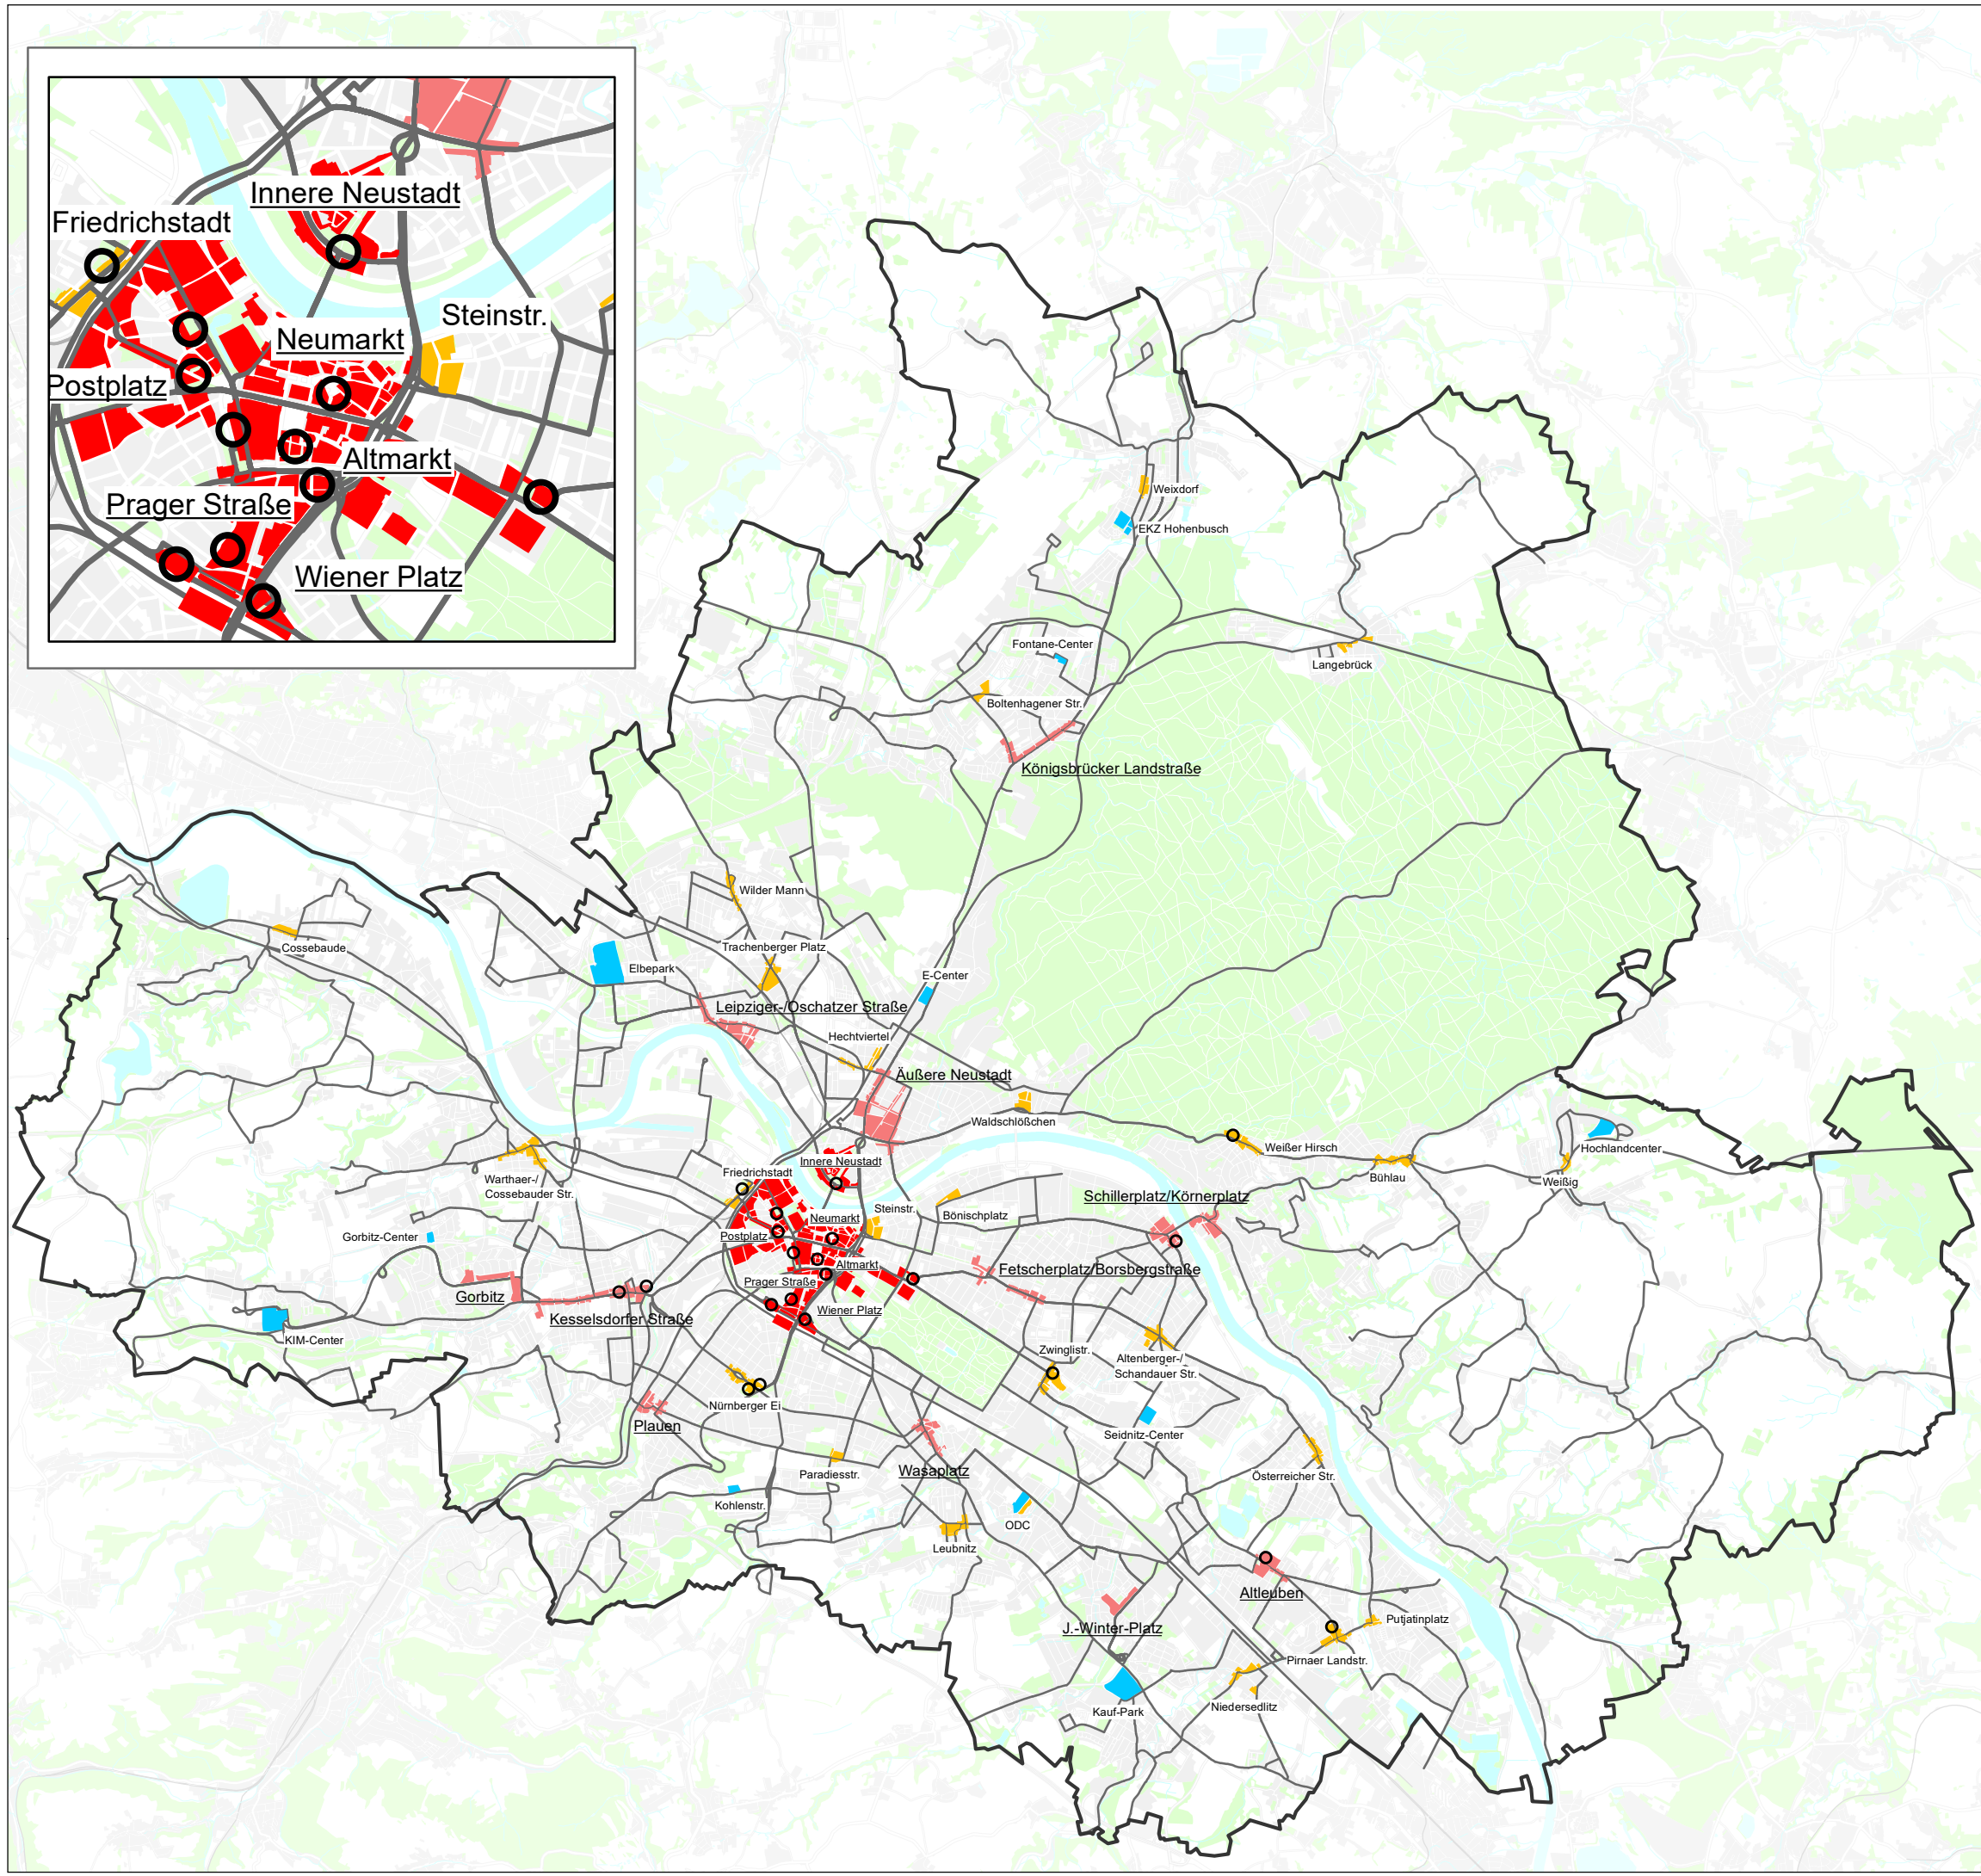 Innere Neustadt
Friedrichstadt
Steinstr.
Neumarkt
Postplatz
Altmarkt
Prager Straße
Wiener Platz
Weixdorf
EKZ Hohenbusch
Fontane-Center
Langebrück
Boltenhagener Str.
Königsbrücker Landstraße
Wilder Mann
Cossebaude
Trachenberger Platz
Elbepark
E-Center
Leipziger-/Oschatzer Straße
Hechtviertel
Äußere Neustadt
Waldschlößchen
Weißer Hirsch
Hochlandcenter
Innere Neustadt
Friedrichstadt
Warthaer-/
Cossebauder Str.
Bühlau
Weißig
Schillerplatz/Körnerplatz
Steinstr.
Bönischplatz
Neumarkt
Postplatz
Gorbitz-Center
Altmarkt
Fetscherplatz/Borsbergstraße
Prager Straße
Gorbitz
Wiener Platz
Kesselsdorfer Straße
KIM-Center
Zwinglistr.
Altenberger-/
Schandauer Str.
Nürnberger Ei
Plauen
Seidnitz-Center
Wasaplatz
Paradiesstr.
Österreicher Str.
Kohlenstr.
ODC
Leubnitz
Altleuben
Putjatinplatz
J.-Winter-Platz
Pirnaer Landstr.
Niedersedlitz
Kauf-Park